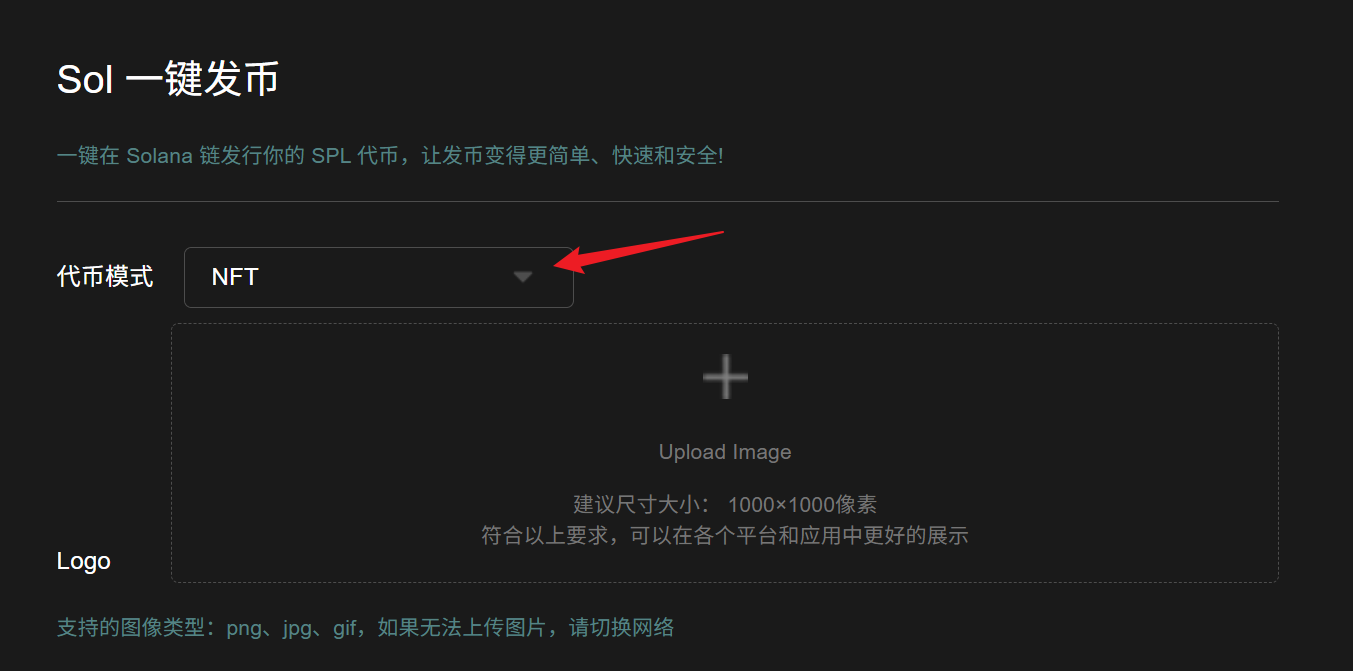 Sol 一键发币
一键在 Solana 链发行你的 SPL 代币，让发币变得更简单、快速和安全!
代币模式
NFT
Upload Image
建议尺寸大小： 1000×1000像素
符合以上要求，可以在各个平台和应用中更好的展示
Logo
支持的图像类型：png、jpg、gif，如果无法上传图片，请切换网络